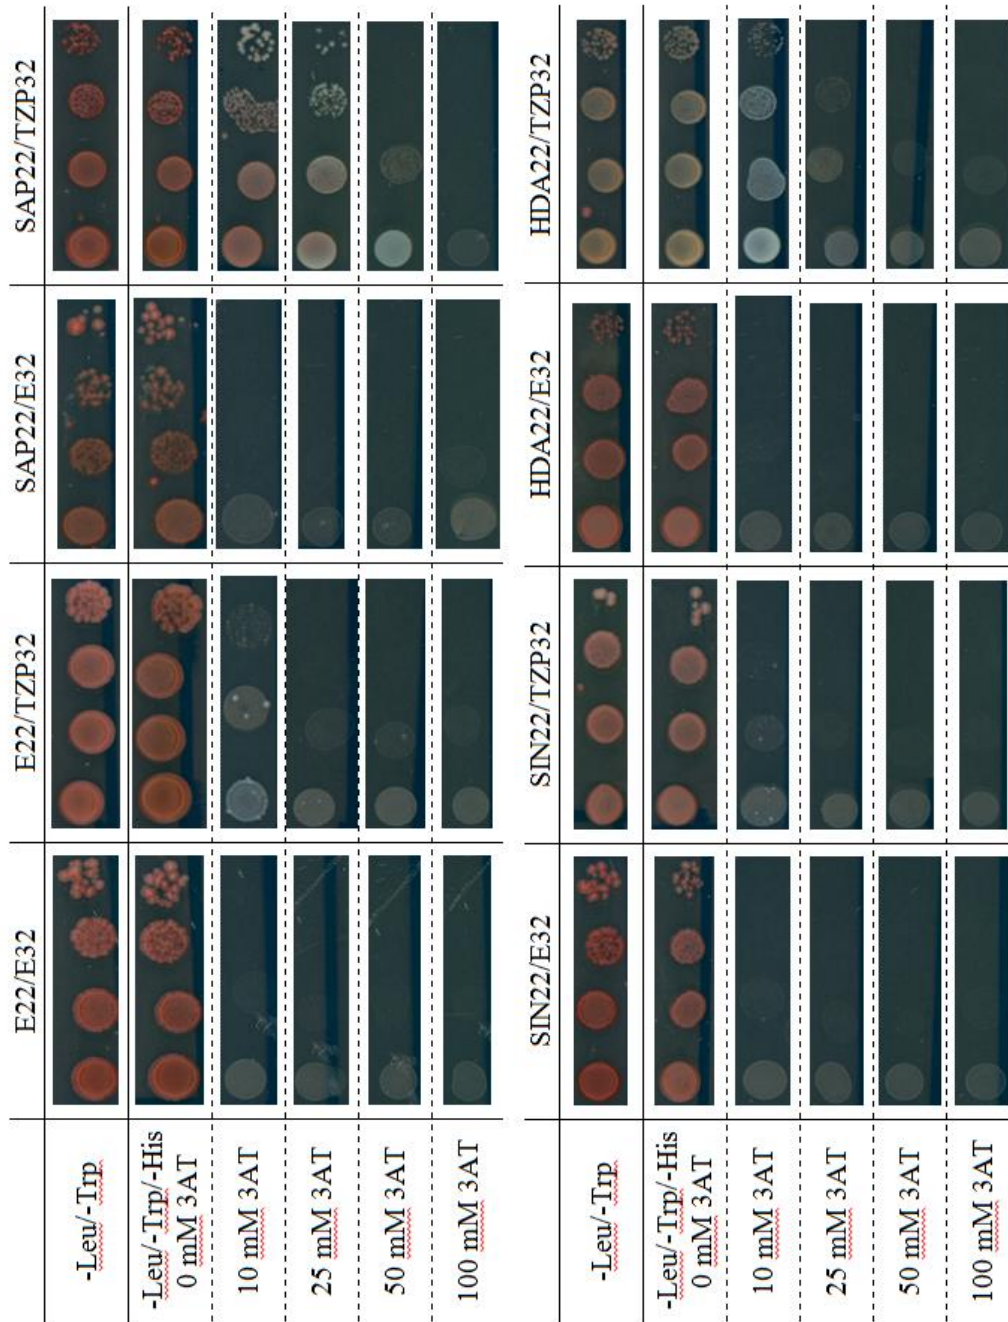 E22/E32
E22/TZP32
SAP22/E32
SAP22/TZP32
-Leu/-Trp
-Leu/-Trp/-His
0 mM 3AT
10 mM 3AT
25 mM 3AT
50 mM 3AT
100 mM 3AT
SIN22/E32
SIN22/TZP32
HDA22/E32
HDA22/TZP32
-Leu/-Trp
-Leu/-Trp/-His
0 mM 3AT
10 mM 3AT
25 mM 3AT
50 mM 3AT
100 mM 3AT